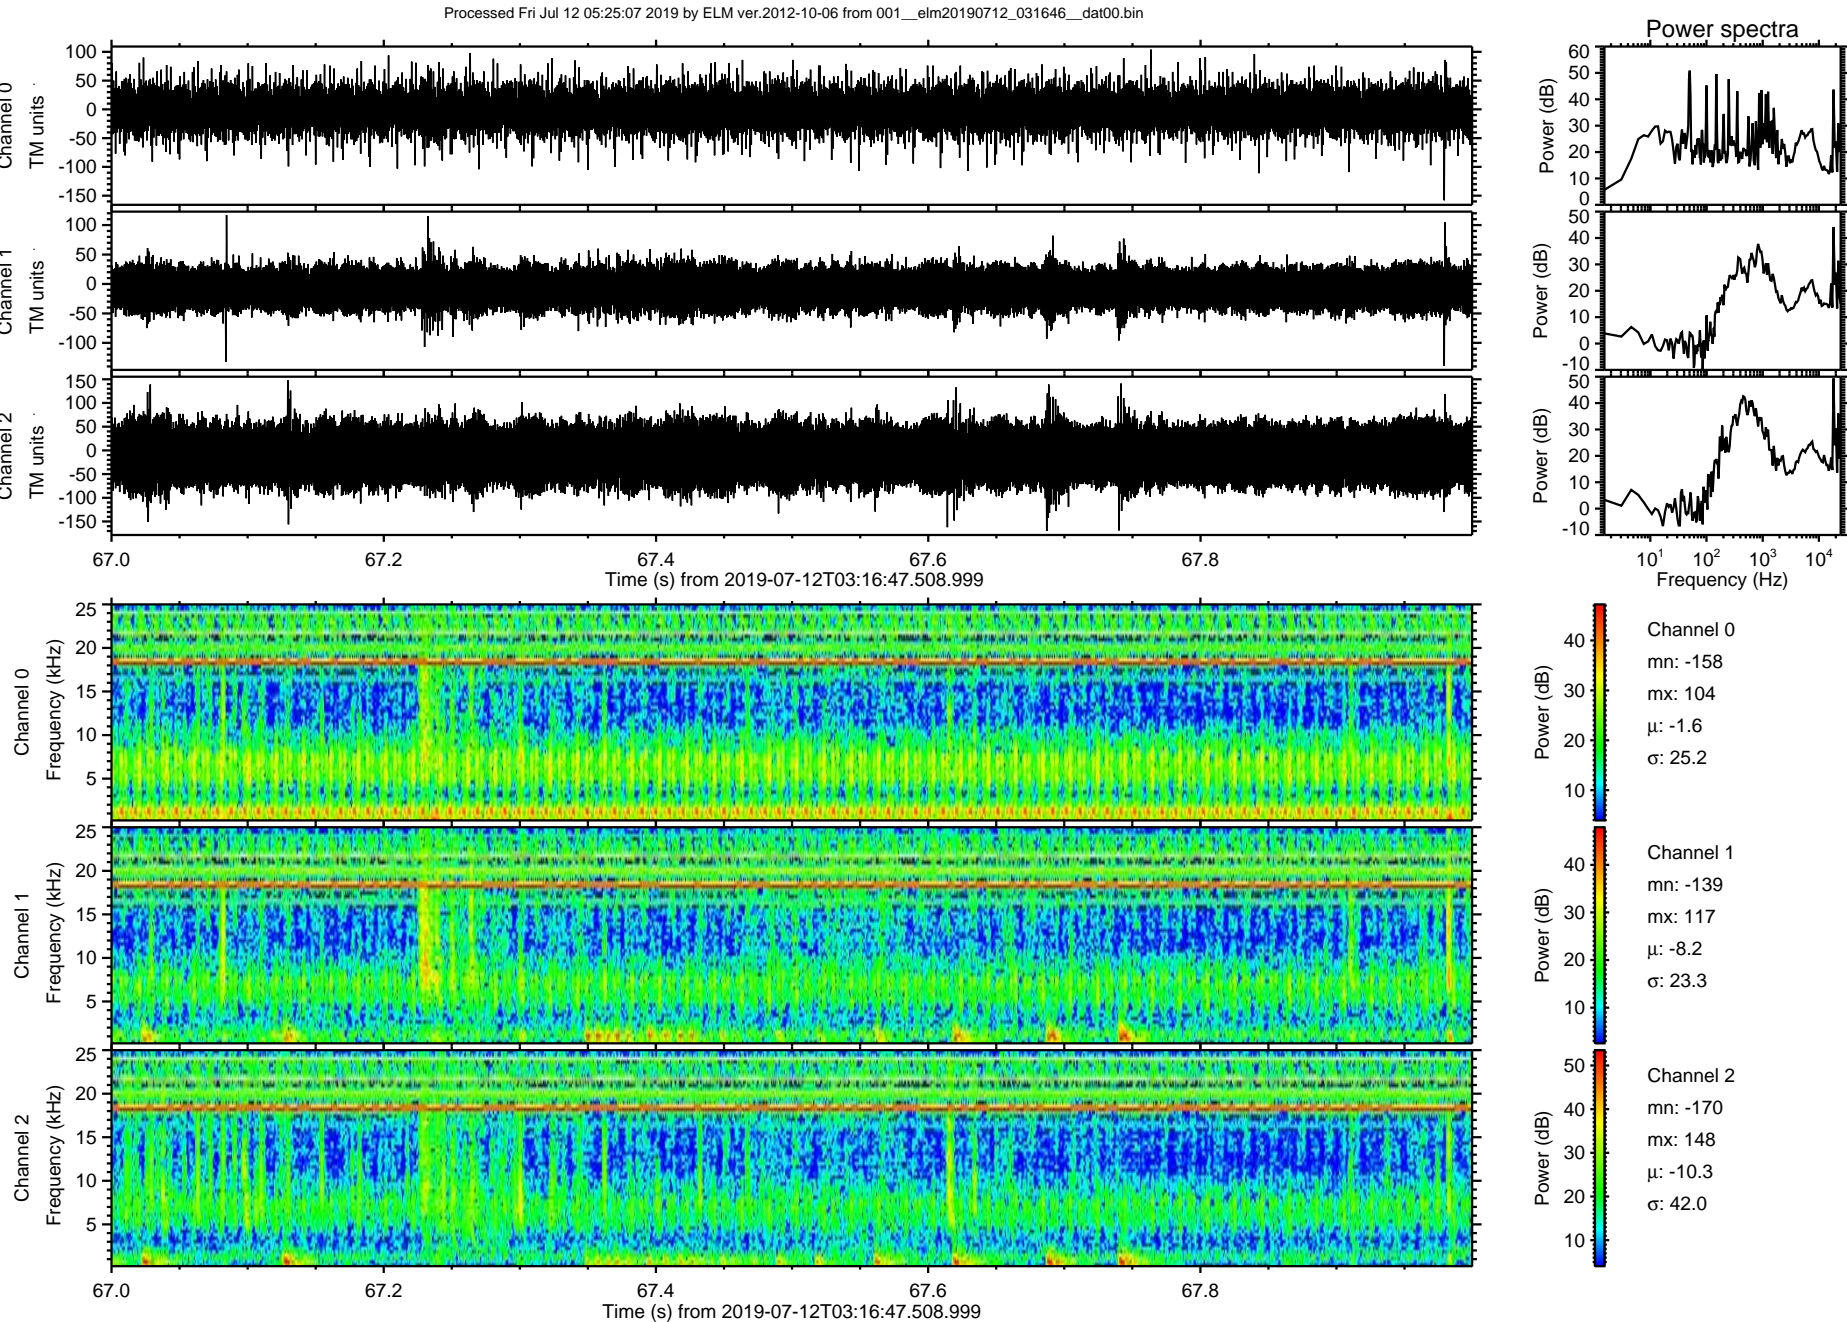 Processed Fri Jul 12 05:25:07 2019 by ELM ver.2012-10-06 from 001__elm20190712_031646__dat00.bin
Power spectra
Channel 0
TM units
100
50
0
-50
-100
-150
Power (dB)
60
50
40
30
20
10
0
Channel 1
TM units
100
50
0
-50
-100
Power (dB)
50
40
30
20
10
0
-10
Channel 2
TM units
150
100
50
0
-50
-100
-150
Power (dB)
50
40
30
20
10
0
-10
67.0 67.2 67.4 67.6 67.8
Time (s) from 2019-07-12T03:16:47.508.999
10^1 10^2 10^3 10^4
Frequency (Hz)
Channel 0
Frequency (kHz)
25
20
15
10
5
Power (dB)
40
30
20
10
Channel 0
mn: -158
mx: 104
μ: -1.6
σ: 25.2
Channel 1
Frequency (kHz)
25
20
15
10
5
Power (dB)
40
30
20
10
Channel 1
mn: -139
mx: 117
μ: -8.2
σ: 23.3
Channel 2
Frequency (kHz)
25
20
15
10
5
Power (dB)
50
40
30
20
10
Channel 2
mn: -170
mx: 148
μ: -10.3
σ: 42.0
67.0 67.2 67.4 67.6 67.8
Time (s) from 2019-07-12T03:16:47.508.999